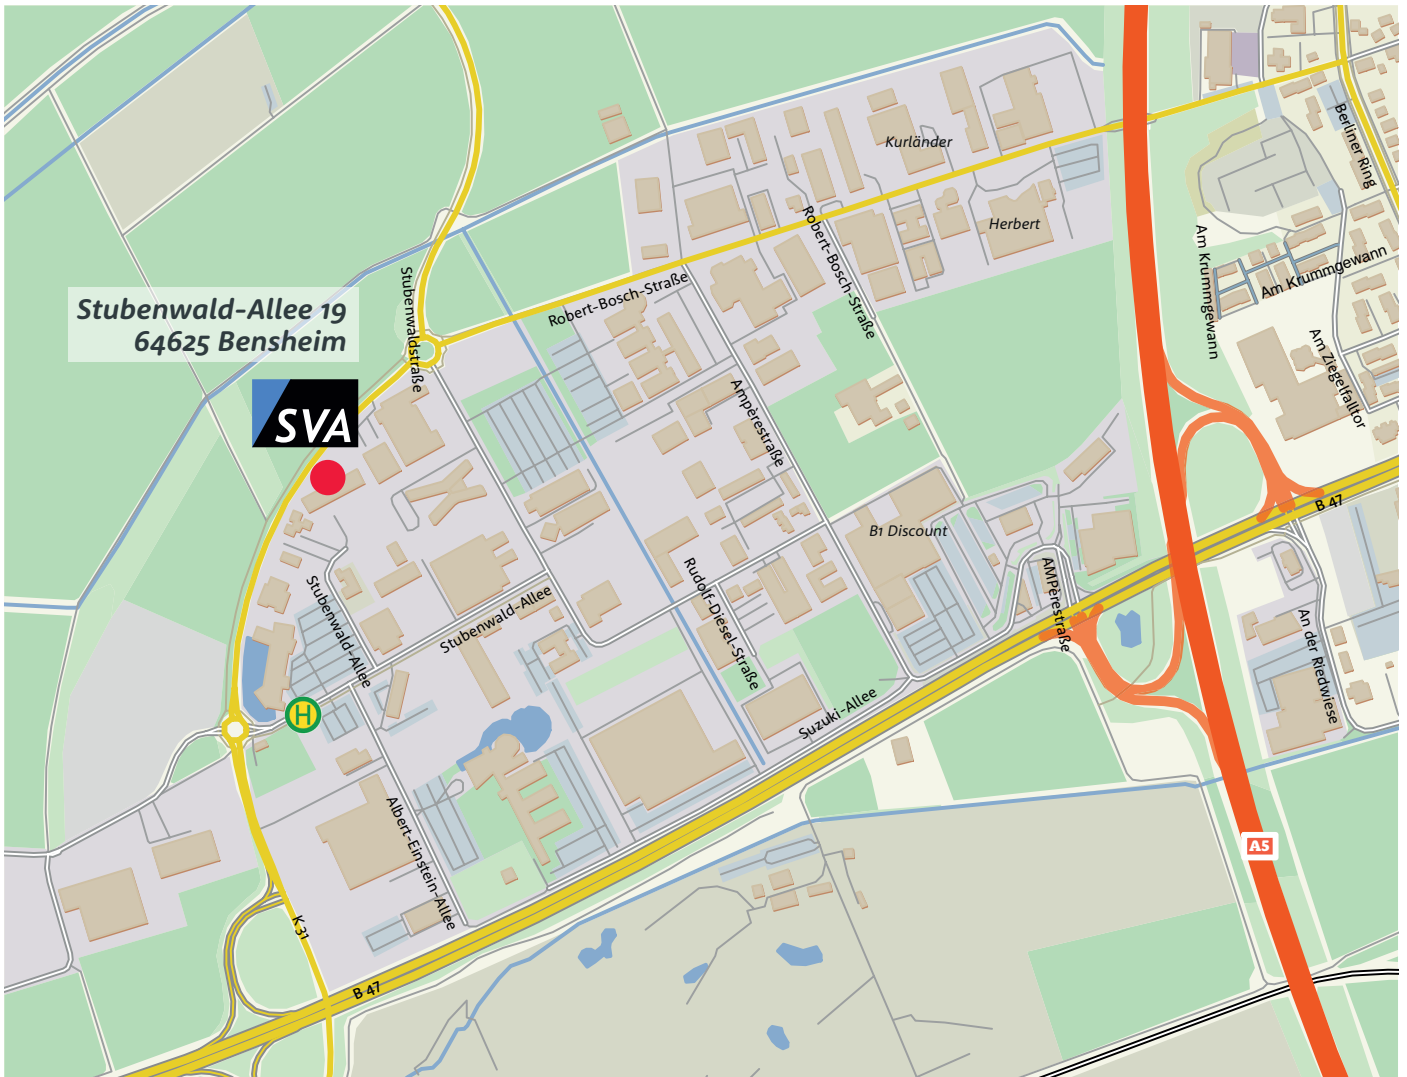 Kurländer
Berliner Ring
Herbert
Robert-Bosch-Straße
Am Krummgewann
Am Krummgewann
Stubenwaldstraße
Robert-Bosch-Straße
Stubenwald-Allee 19
64625 Bensheim
SVA
Am Ziegelfalltor
Ampèrestraße
B 47
B1 Discount
AMPèrestraße
Rudolf-Diesel-Straße
Stubenwald-Allee
Stubenwald-Allee
An der Riedwiese
H
Suzuki-Allee
Albert-Einstein-Allee
A5
K 31
B 47